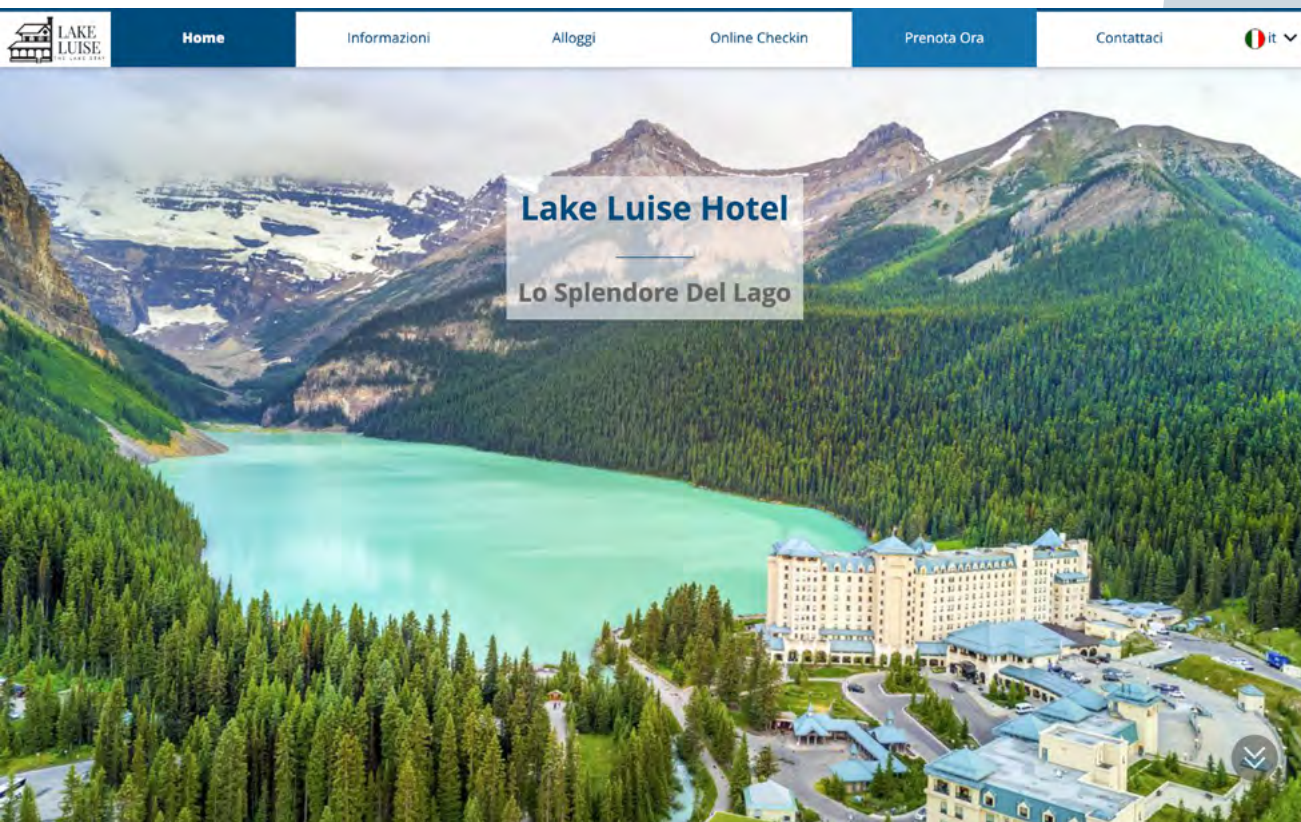 LAKE
LUISE
Home
Informazioni
Alloggi
Online Checkin
Prenota Ora
Contattaci
it
Lake Luise Hotel
Lo Splendore Del Lago